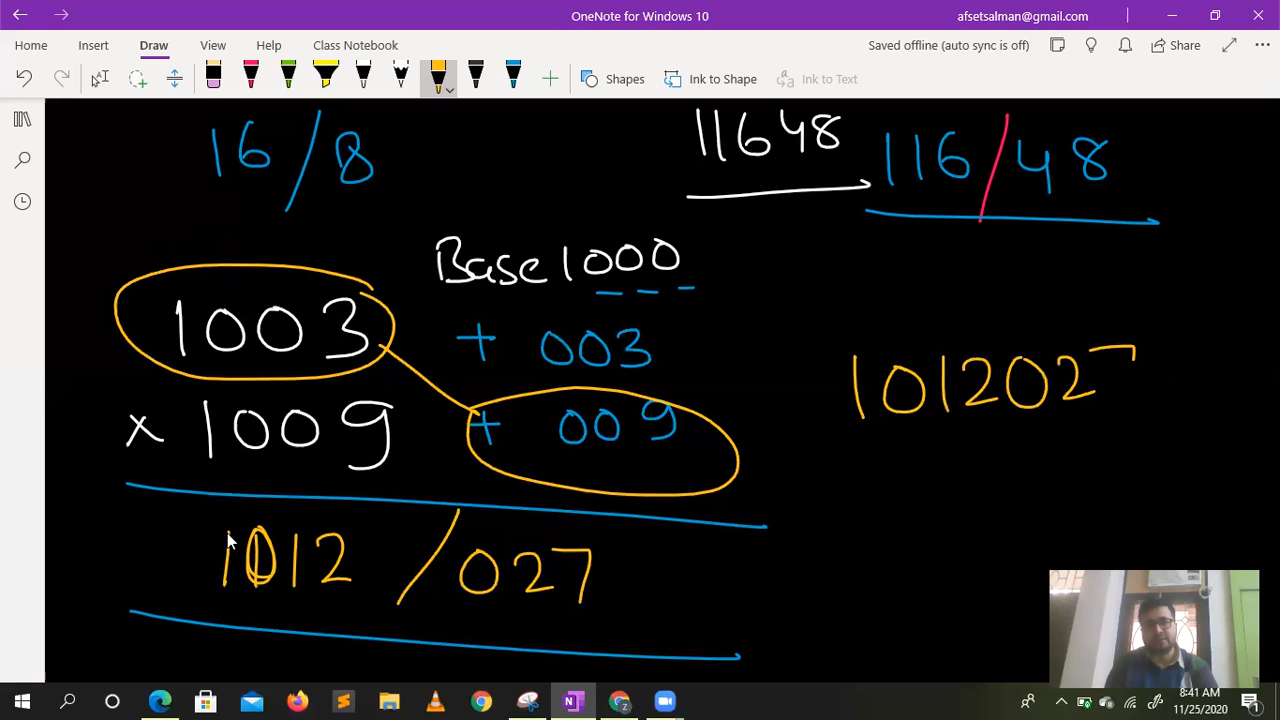 OneNote for Windows 10
afsetsalman@gmail.com
Home Insert Draw View Help Class Notebook
Saved offline (auto sync is off)
Share
Shapes
Ink to Shape
Ink to Text
16/8
11648
116/48
Base 1000
1003
+ 003
x 1009
+ 009
1012027
1012/027
8:41 AM
11/25/2020